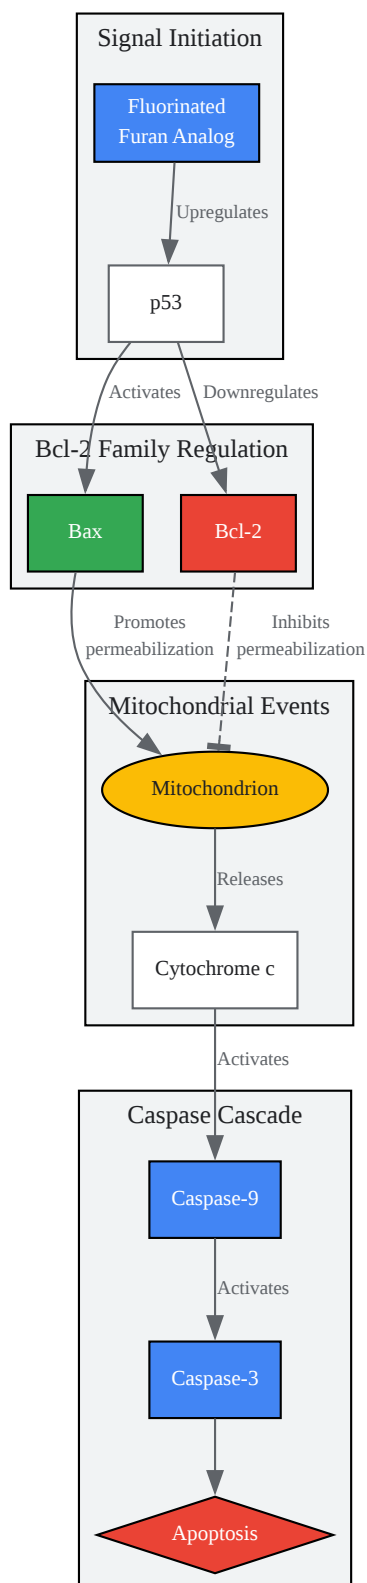 Signal Initiation
Fluorinated
Furan Analog
Upregulates
p53
Activates
Downregulates
Bcl-2 Family Regulation
Bax
Bcl-2
Promotes
permeabilization
Inhibits
permeabilization
Mitochondrial Events
Mitochondrion
Releases
Cytochrome c
Activates
Caspase Cascade
Caspase-9
Activates
Caspase-3
Apoptosis